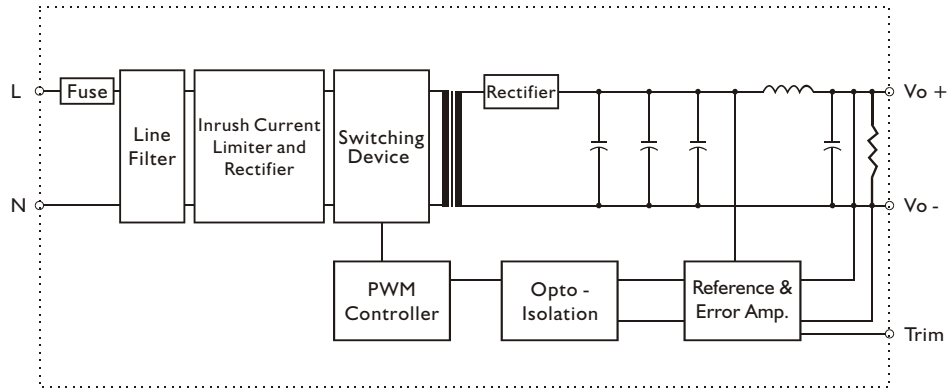 L
Fuse
Line
Filter
Inrush Current
Limiter and
Rectifier
Switching
Device
Rectifier
Vo +
N
Vo -
PWM
Controller
Opto -
Isolation
Reference &
Error Amp.
Trim